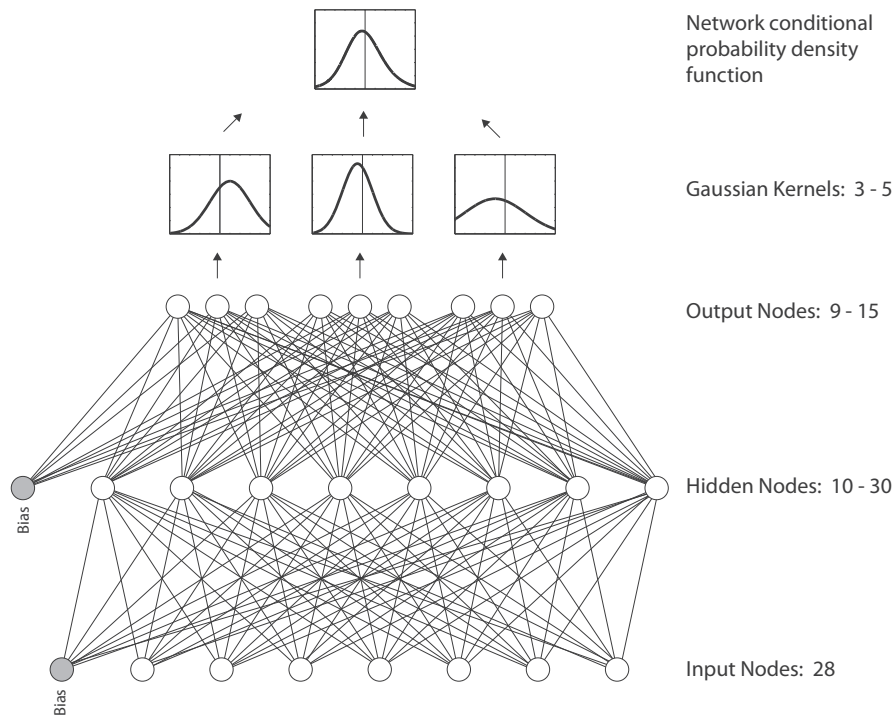 Network conditional
probability density
function
Gaussian Kernels: 3 - 5
Output Nodes: 9 - 15
Hidden Nodes: 10 - 30
Bias
Input Nodes: 28
Bias